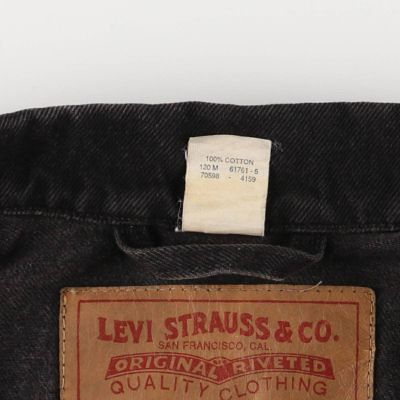 100% COTTON
120 M 61761 - 5
70598 - 4159
LEVI STRAUSS & CO.
SAN FRANCISCO, CAL.
ORIGINAL RIVETED
QUALITY CLOTHING